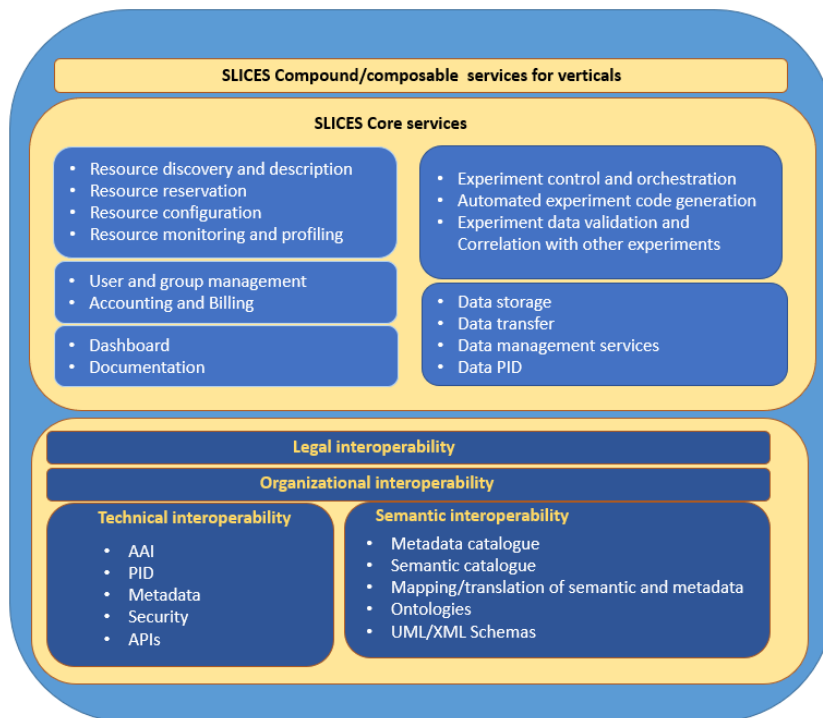 SLICES Compound/composable services for verticals
SLICES Core services
• Resource discovery and description
• Resource reservation
• Resource configuration
• Resource monitoring and profiling
• User and group management
• Accounting and Billing
• Dashboard
• Documentation
• Experiment control and orchestration
• Automated experiment code generation
• Experiment data validation and
Correlation with other experiments
• Data storage
• Data transfer
• Data management services
• Data PID
Legal interoperability
Organizational interoperability
Technical interoperability
• AAI
• PID
• Metadata
• Security
• APIs
Semantic interoperability
• Metadata catalogue
• Semantic catalogue
• Mapping/translation of semantic and metadata
• Ontologies
• UML/XML Schemas